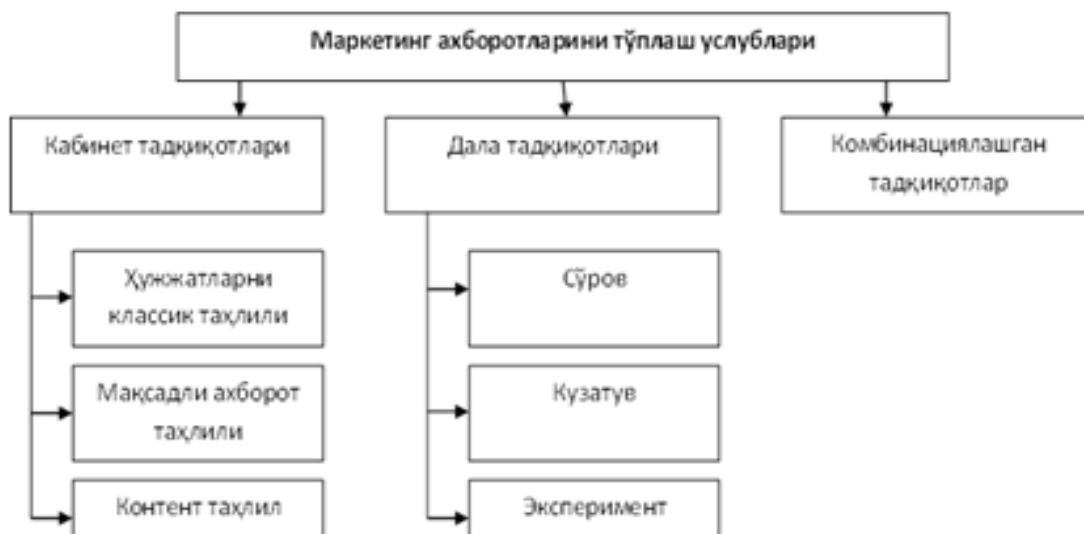 Маркетинг ахборотларини тўплаш услублари
Кабинет тадқиқотлари
Дала тадқиқотлари
Комбинациялашган
тадқиқотлар
Ҳужжатларни
классик таҳлили
Мақсадли ахборот
таҳлили
Контент таҳлил
Сўров
Кузатув
Эксперимент